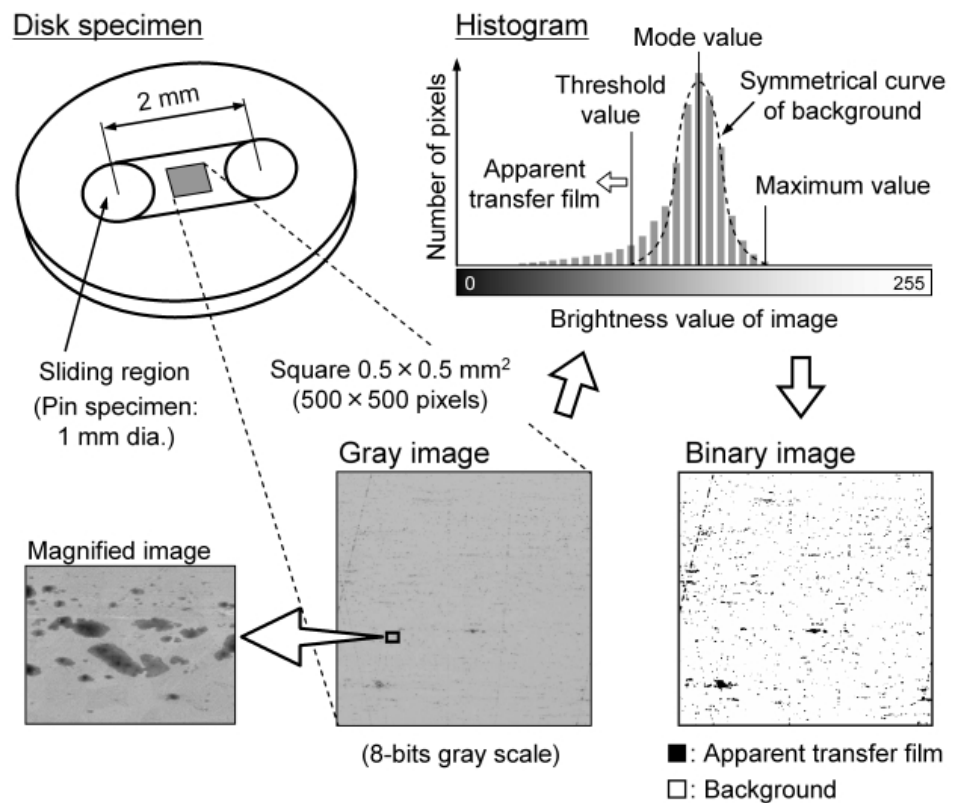 Disk specimen
2 mm
Sliding region
(Pin specimen:
1 mm dia.)
Square 0.5 × 0.5 mm²
(500 × 500 pixels)
Histogram
Mode value
Threshold
value
Symmetrical curve
of background
Apparent
transfer film
Maximum value
Number of pixels
0
255
Brightness value of image
Gray image
Binary image
Magnified image
(8-bits gray scale)
■: Apparent transfer film
□: Background